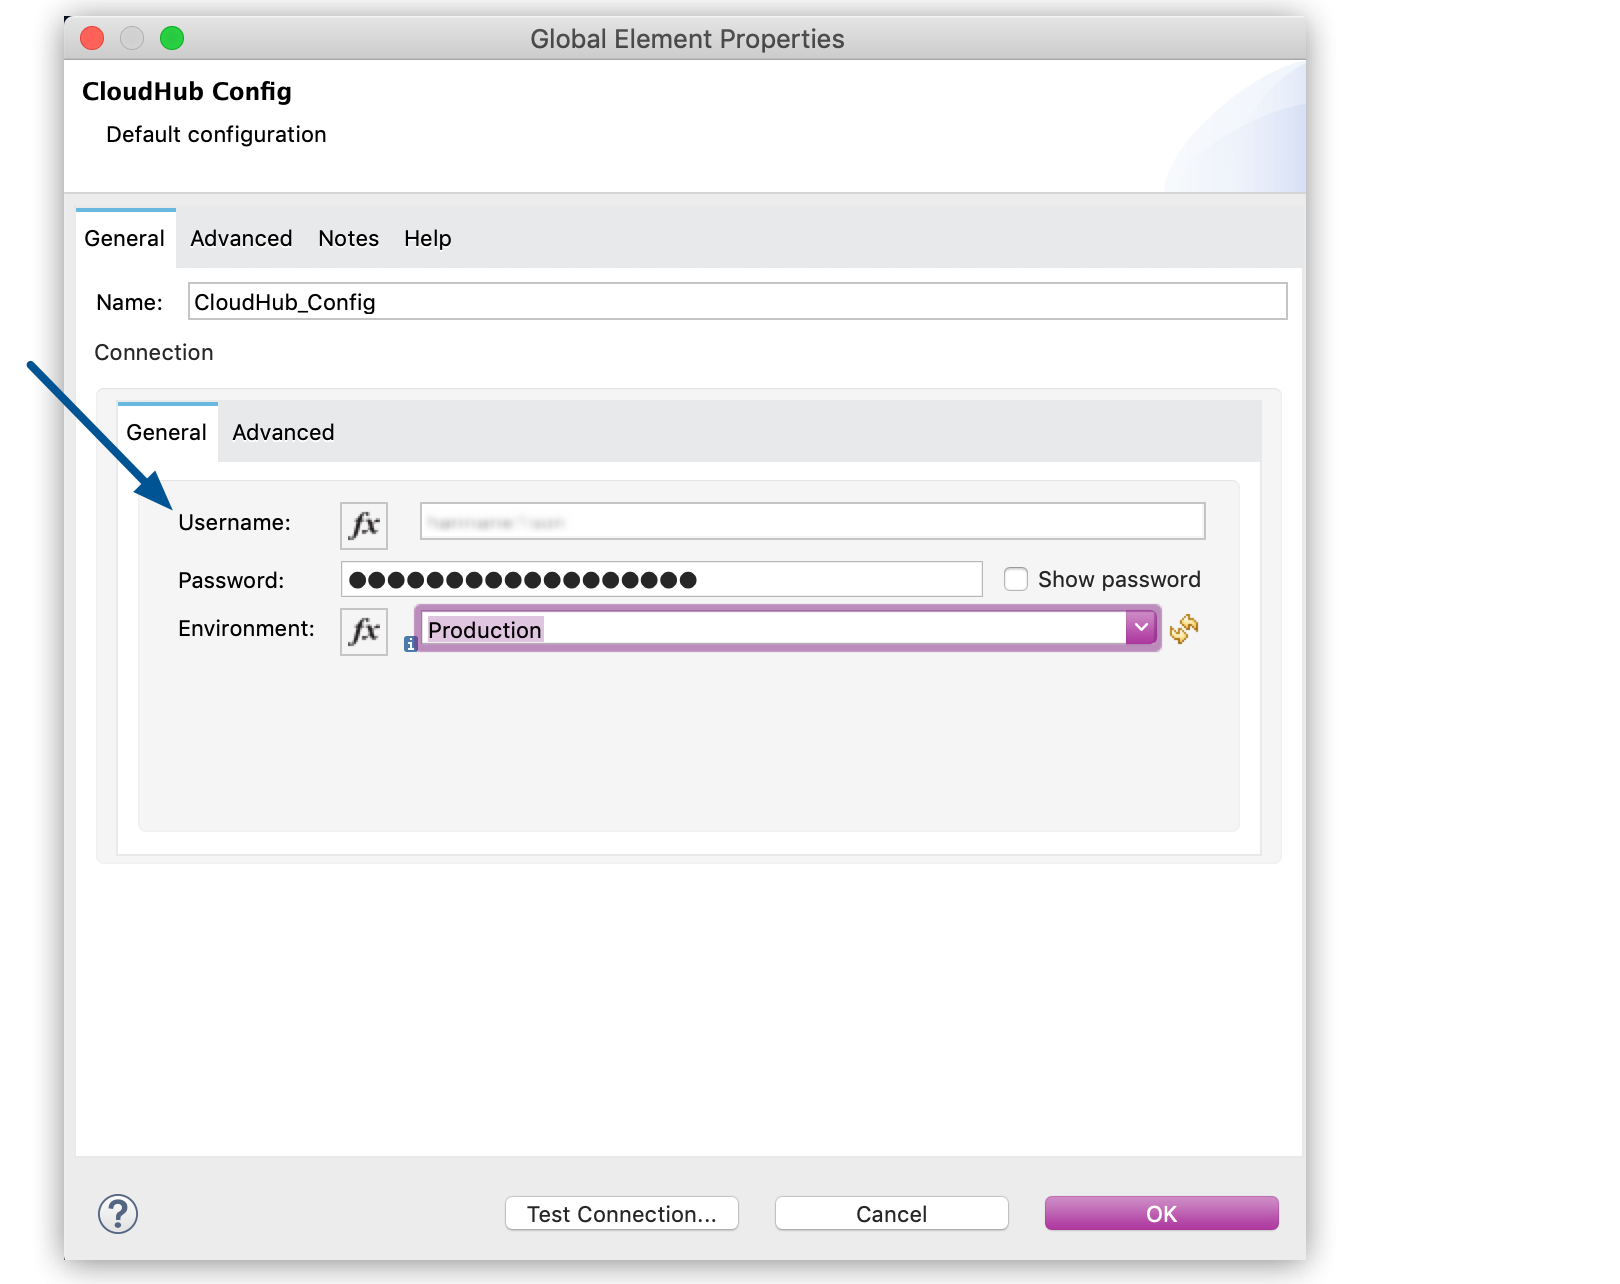 Global Element Properties
CloudHub Config
Default configuration
General Advanced Notes Help
Name: CloudHub_Config
Connection
General Advanced
Username: fx
Password: ●●●●●●●●●●●●●●●●●● Show password
Environment: fx i Production
? Test Connection... Cancel OK